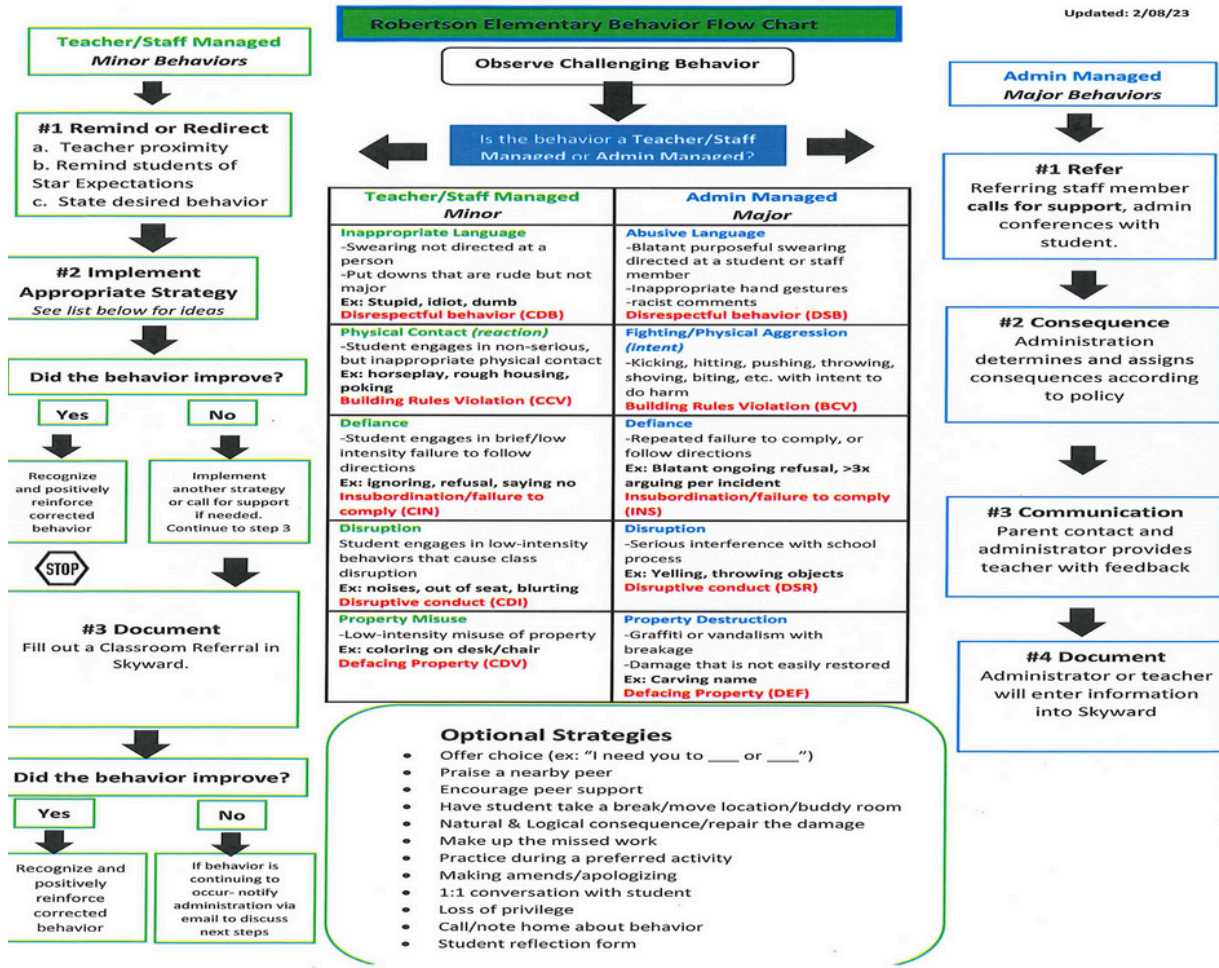 Robertson Elementary Behavior Flow Chart
Updated: 2/08/23
Observe Challenging Behavior
Is the behavior a Teacher/Staff
Managed or Admin Managed?
Teacher/Staff Managed
Minor Behaviors
#1 Remind or Redirect
a. Teacher proximity
b. Remind students of
Star Expectations
c. State desired behavior
#2 Implement
Appropriate Strategy
See list below for ideas
Did the behavior improve?
Yes
No
Recognize
and positively
reinforce
corrected
behavior
Implement
another strategy
or call for support
if needed.
Continue to step 3
STOP
#3 Document
Fill out a Classroom Referral in
Skyward.
Did the behavior improve?
Yes
No
Recognize and
positively
reinforce
corrected
behavior
If behavior is
continuing to
occur- notify
administration via
email to discuss
next steps
Teacher/Staff Managed
Minor
Inappropriate Language
-Swearing not directed at a
person
-Put downs that are rude but not
major
Ex: Stupid, idiot, dumb
Disrespectful behavior (CDB)
Admin Managed
Major
Abusive Language
-Blatant purposeful swearing
directed at a student or staff
member
-Inappropriate hand gestures
-racist comments
Disrespectful behavior (DSB)
Physical Contact (reaction)
-Student engages in non-serious,
but inappropriate physical contact
Ex: horseplay, rough housing,
poking
Building Rules Violation (CCV)
Fighting/Physical Aggression
(intent)
-Kicking, hitting, pushing, throwing,
shoving, biting, etc. with intent to
do harm
Building Rules Violation (BCV)
Defiance
-Student engages in brief/low
intensity failure to follow
directions
Ex: ignoring, refusal, saying no
Insubordination/failure to
comply (CIN)
Defiance
-Repeated failure to comply, or
follow directions
Ex: Blatant ongoing refusal, >3x
arguing per incident
Insubordination/failure to comply
(INS)
Disruption
Student engages in low-intensity
behaviors that cause class
disruption
Ex: noises, out of seat, blurting
Disruptive conduct (CDI)
Disruption
-Serious interference with school
process
Ex: Yelling, throwing objects
Disruptive conduct (DSR)
Property Misuse
-Low-intensity misuse of property
Ex: coloring on desk/chair
Defacing Property (CDV)
Property Destruction
-Graffiti or vandalism with
breakage
-Damage that is not easily restored
Ex: Carving name
Defacing Property (DEF)
Optional Strategies
• Offer choice (ex: “I need you to ___ or ___”)
• Praise a nearby peer
• Encourage peer support
• Have student take a break/move location/buddy room
• Natural & Logical consequence/repair the damage
• Make up the missed work
• Practice during a preferred activity
• Making amends/apologizing
• 1:1 conversation with student
• Loss of privilege
• Call/note home about behavior
• Student reflection form
Admin Managed
Major Behaviors
#1 Refer
Referring staff member
calls for support, admin
conferences with
student.
#2 Consequence
Administration
determines and assigns
consequences according
to policy
#3 Communication
Parent contact and
administrator provides
teacher with feedback
#4 Document
Administrator or teacher
will enter information
into Skyward